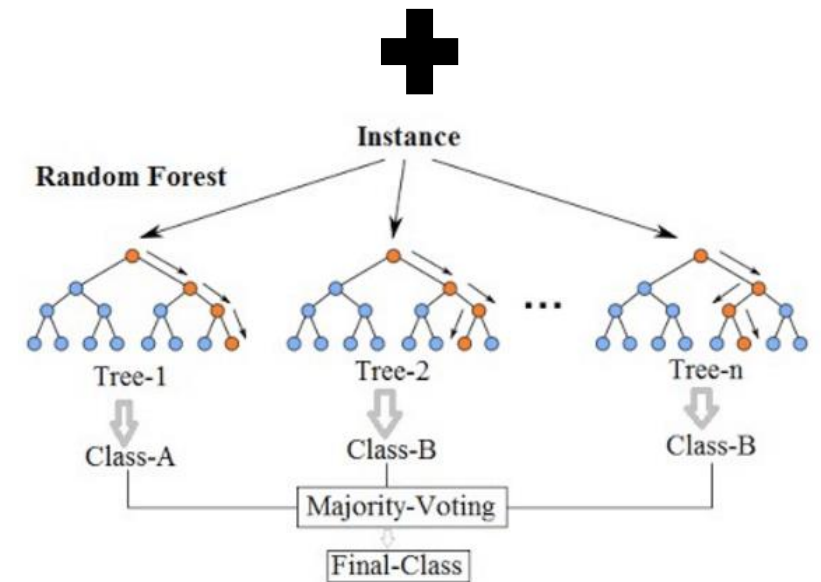 Instance
Random Forest
...
Tree-1
Tree-2
Tree-n
Class-A
Class-B
Class-B
Majority-Voting
Final-Class